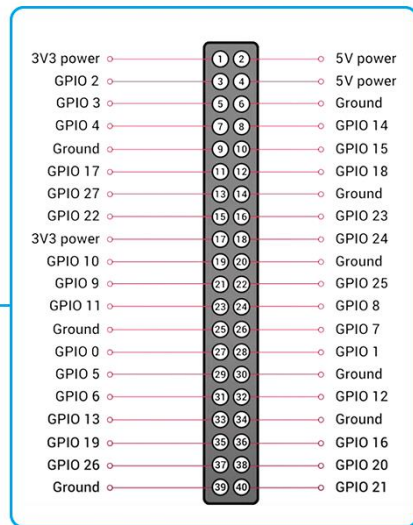 3V3 power 1 2 5V power
GPIO 2 3 4 5V power
GPIO 3 5 6 Ground
GPIO 4 7 8 GPIO 14
Ground 9 10 GPIO 15
GPIO 17 11 12 GPIO 18
GPIO 27 13 14 Ground
GPIO 22 15 16 GPIO 23
3V3 power 17 18 GPIO 24
GPIO 10 19 20 Ground
GPIO 9 21 22 GPIO 25
GPIO 11 23 24 GPIO 8
Ground 25 26 GPIO 7
GPIO 0 27 28 GPIO 1
GPIO 5 29 30 Ground
GPIO 6 31 32 GPIO 12
GPIO 13 33 34 Ground
GPIO 19 35 36 GPIO 16
GPIO 26 37 38 GPIO 20
Ground 39 40 GPIO 21